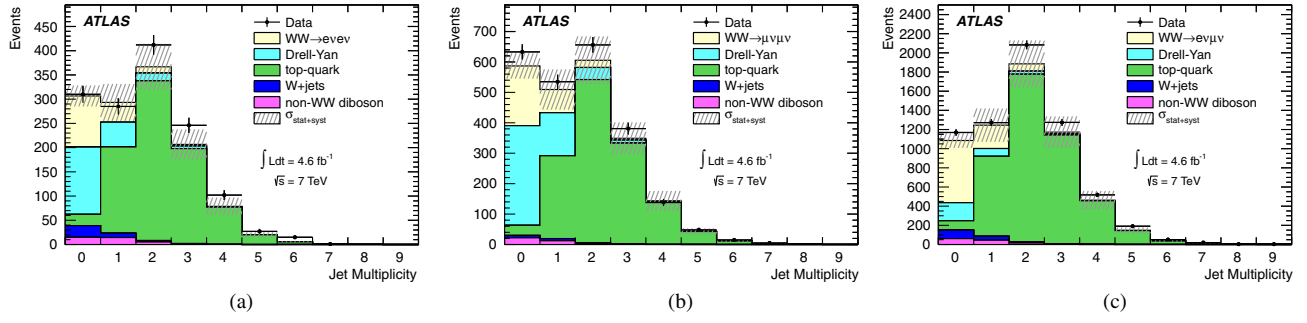 Events
ATLAS
450
400
350
300
250
200
150
100
50
0
Data
WW→eνeν
Drell-Yan
top-quark
W+jets
non-WW diboson
σstat+syst
∫ Ldt = 4.6 fb-1
√s = 7 TeV
0 1 2 3 4 5 6 7 8 9
Jet Multiplicity
(a)
Events
ATLAS
700
600
500
400
300
200
100
0
Data
WW→μνμν
Drell-Yan
top-quark
W+jets
non-WW diboson
σstat+syst
∫ Ldt = 4.6 fb-1
√s = 7 TeV
0 1 2 3 4 5 6 7 8 9
Jet Multiplicity
(b)
Events
ATLAS
2400
2200
2000
1800
1600
1400
1200
1000
800
600
400
200
0
Data
WW→eνμν
Drell-Yan
top-quark
W+jets
non-WW diboson
σstat+syst
∫ Ldt = 4.6 fb-1
√s = 7 TeV
0 1 2 3 4 5 6 7 8 9
Jet Multiplicity
(c)